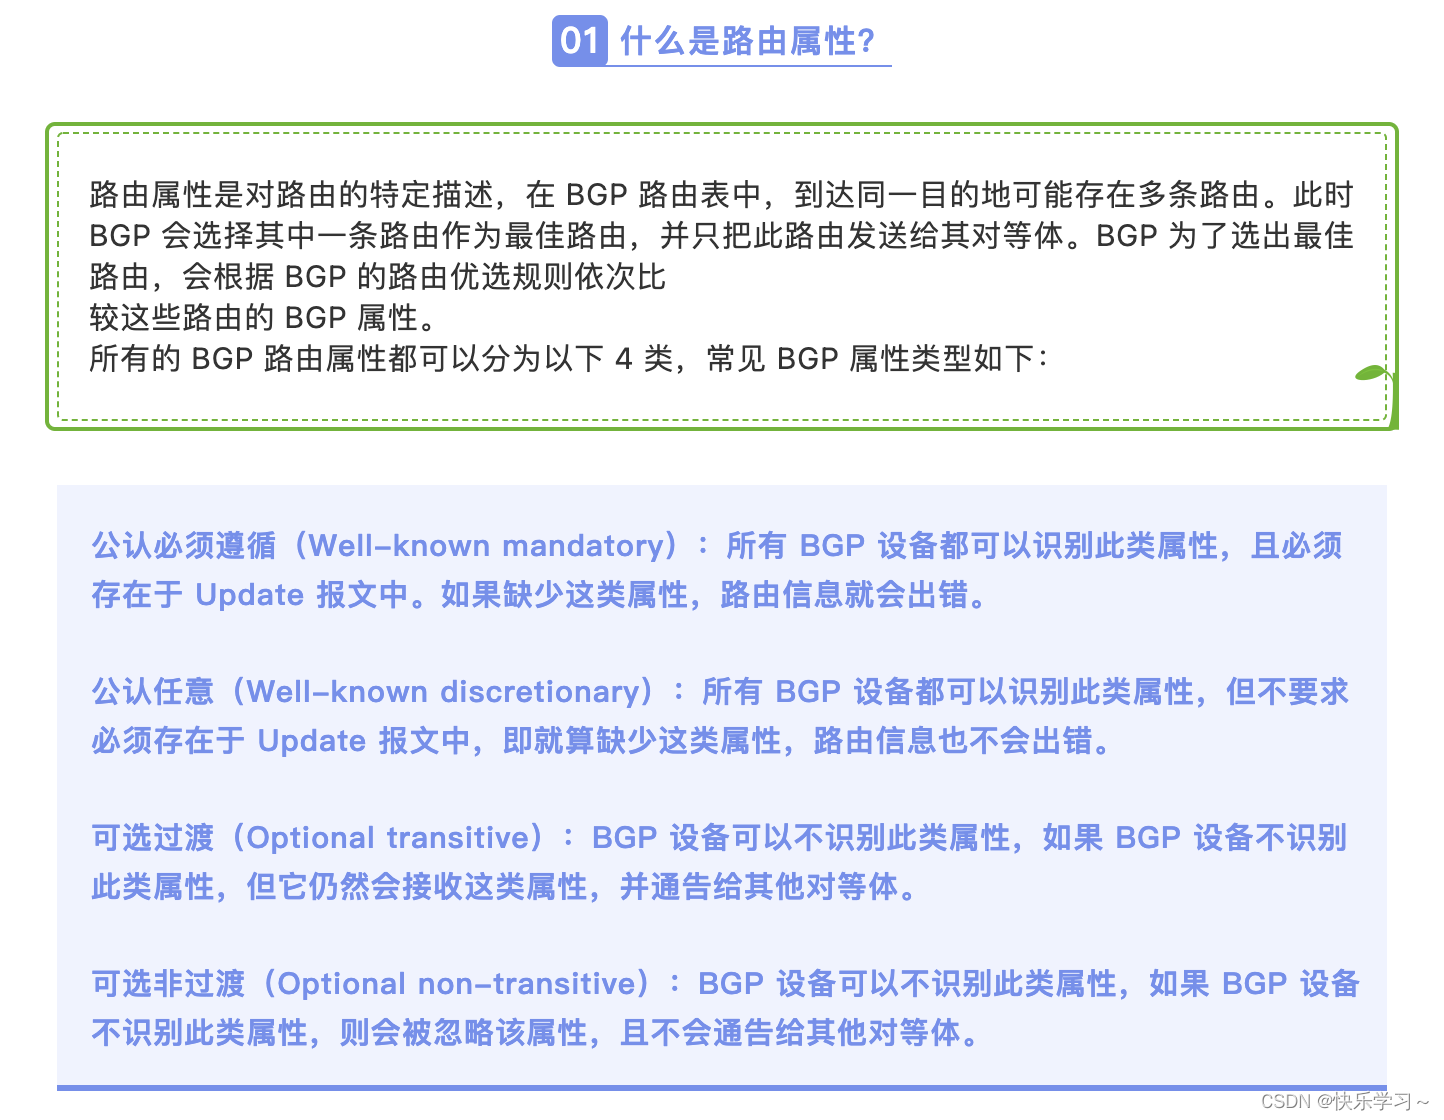 01 什么是路由属性?
路由属性是对路由的特定描述，在 BGP 路由表中，到达同一目的地可能存在多条路由。此时
BGP 会选择其中一条路由作为最佳路由，并只把此路由发送给其对等体。BGP 为了选出最佳
路由，会根据 BGP 的路由优选规则依次比
较这些路由的 BGP 属性。
所有的 BGP 路由属性都可以分为以下 4 类，常见 BGP 属性类型如下：
公认必须遵循（Well-known mandatory）：所有 BGP 设备都可以识别此类属性，且必须
存在于 Update 报文中。如果缺少这类属性，路由信息就会出错。
公认任意（Well-known discretionary）：所有 BGP 设备都可以识别此类属性，但不要求
必须存在于 Update 报文中，即就算缺少这类属性，路由信息也不会出错。
可选过渡（Optional transitive）：BGP 设备可以不识别此类属性，如果 BGP 设备不识别
此类属性，但它仍然会接收这类属性，并通告给其他对等体。
可选非过渡（Optional non-transitive）：BGP 设备可以不识别此类属性，如果 BGP 设备
不识别此类属性，则会被忽略该属性，且不会通告给其他对等体。
CSDN @快乐学习～